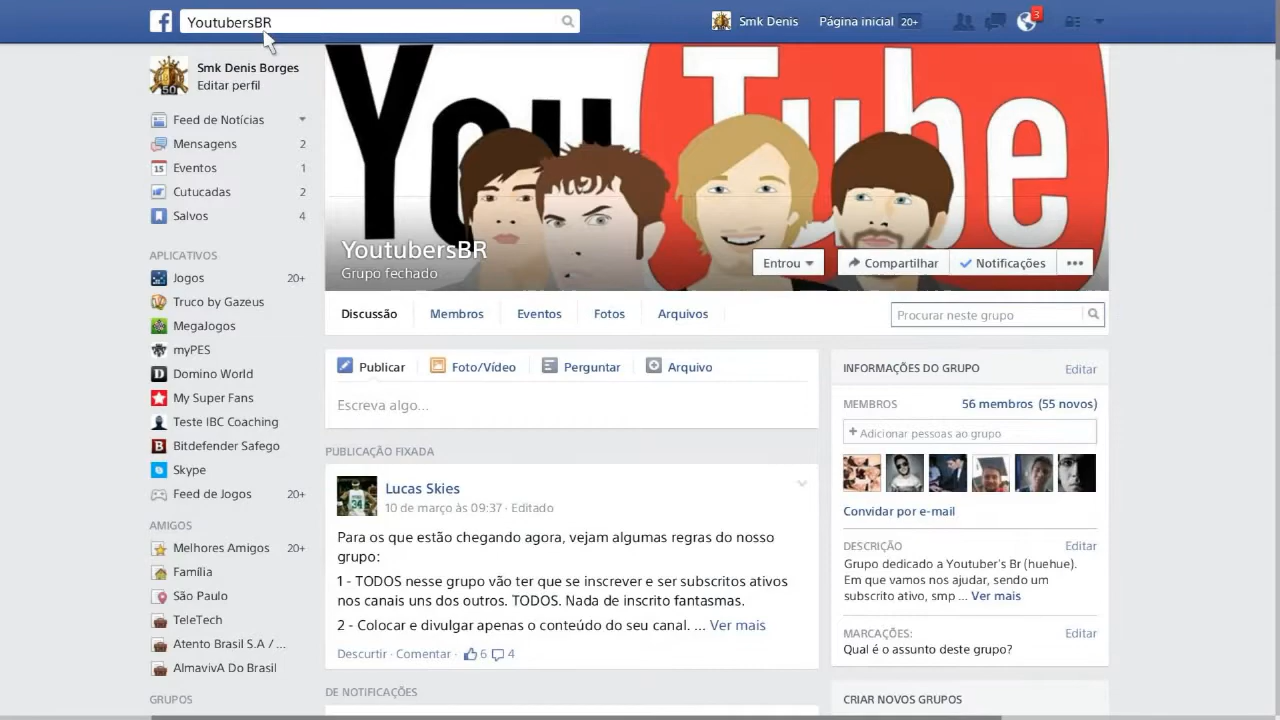 YoutubersBR
Smk Denis
Página inicial 20+
3
Smk Denis Borges
Editar perfil
Feed de Notícias
Mensagens 2
Eventos 1
Cutucadas 2
Salvos 4
APLICATIVOS
Jogos 20+
Truco by Gazeus
MegaJogos
myPES
Domino World
My Super Fans
Teste IBC Coaching
Bitdefender Safego
Skype
Feed de Jogos 20+
AMIGOS
Melhores Amigos 20+
Família
São Paulo
TeleTech
Atento Brasil S.A / ...
AlmavivA Do Brasil
GRUPOS
You Tube
YoutubersBR
Grupo fechado
Entrou
Compartilhar
Notificações
Discussão
Membros
Eventos
Fotos
Arquivos
Procurar neste grupo
Publicar
Foto/Vídeo
Perguntar
Arquivo
Escreva algo...
PUBLICAÇÃO FIXADA
Lucas Skies
10 de março às 09:37 · Editado
Para os que estão chegando agora, vejam algumas regras do nosso
grupo:
1 - TODOS nesse grupo vão ter que se inscrever e ser subscritos ativos
nos canais uns dos outros. TODOS. Nada de inscrito fantasmas.
2 - Colocar e divulgar apenas o conteúdo do seu canal. ... Ver mais
Descurtir · Comentar · 6 4
DE NOTIFICAÇÕES
INFORMAÇÕES DO GRUPO Editar
MEMBROS 56 membros (55 novos)
+ Adicionar pessoas ao grupo
Convidar por e-mail
DESCRIÇÃO Editar
Grupo dedicado a Youtuber's Br (huehue).
Em que vamos nos ajudar, sendo um
subscrito ativo, smp ... Ver mais
MARCAÇÕES: Editar
Qual é o assunto deste grupo?
CRIAR NOVOS GRUPOS